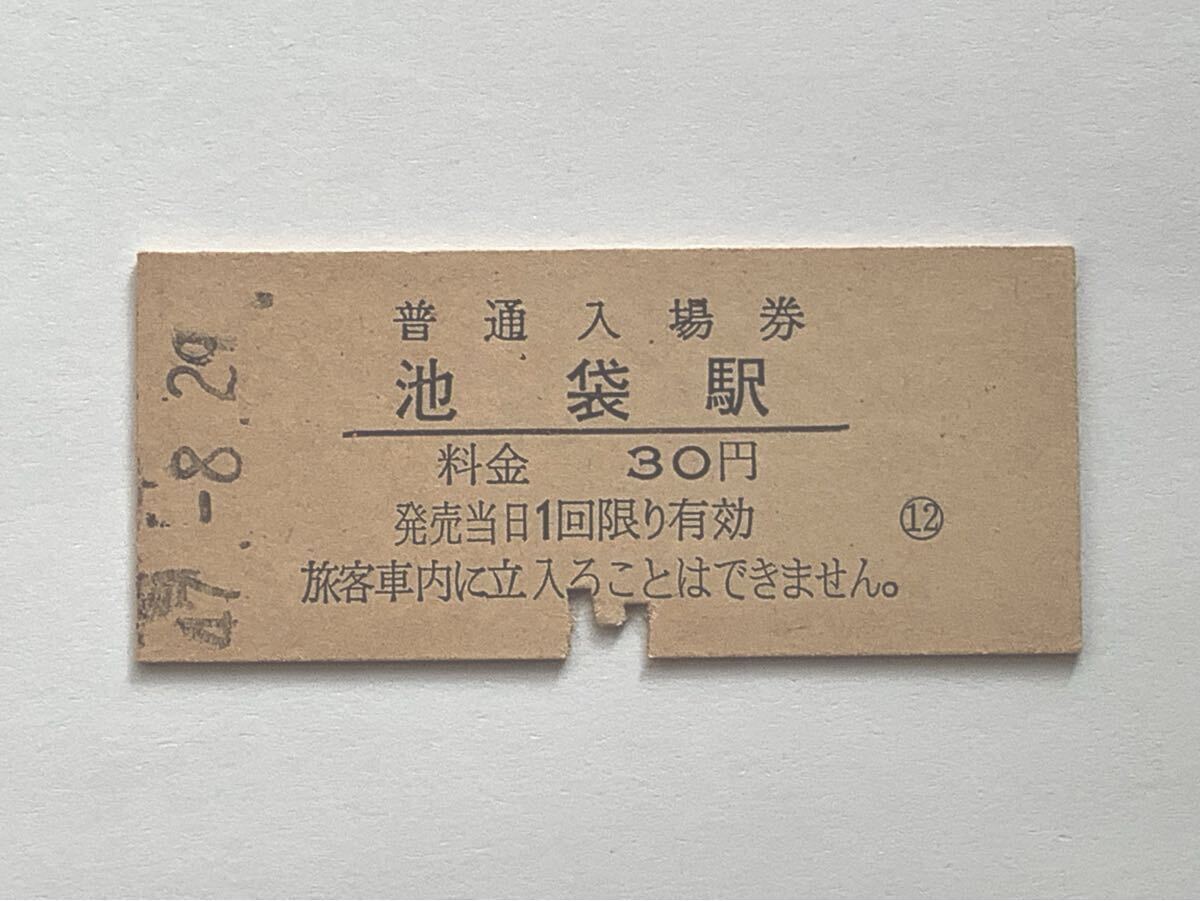 普通入場券
池袋駅
料金 30円
発売当日1回限り有効
⑫
旅客車内に立入ることはできません。
47.-8.29